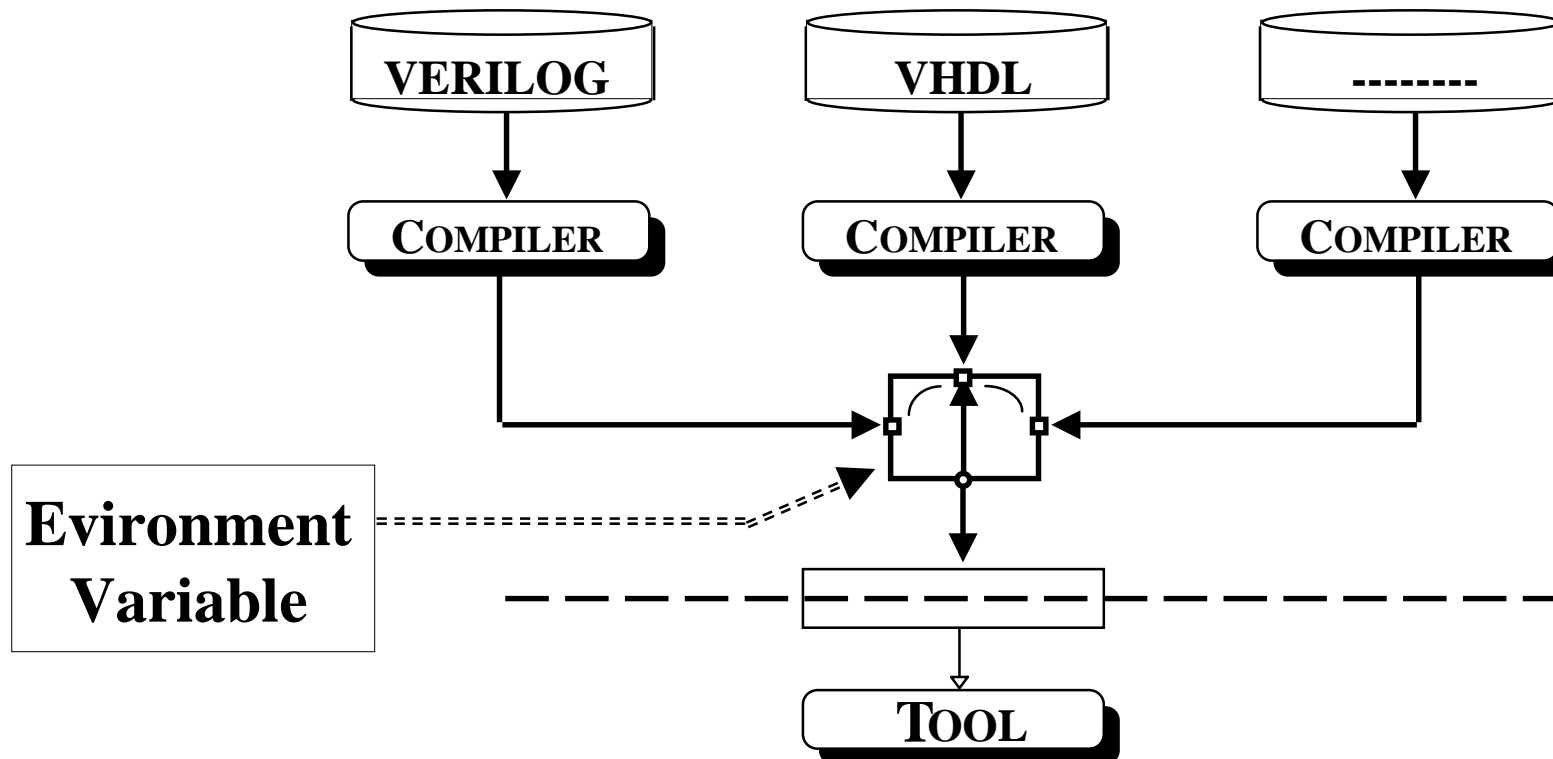 VERILOG
VHDL
--------
COMPILER
COMPILER
COMPILER
Evironment
Variable
TOOL